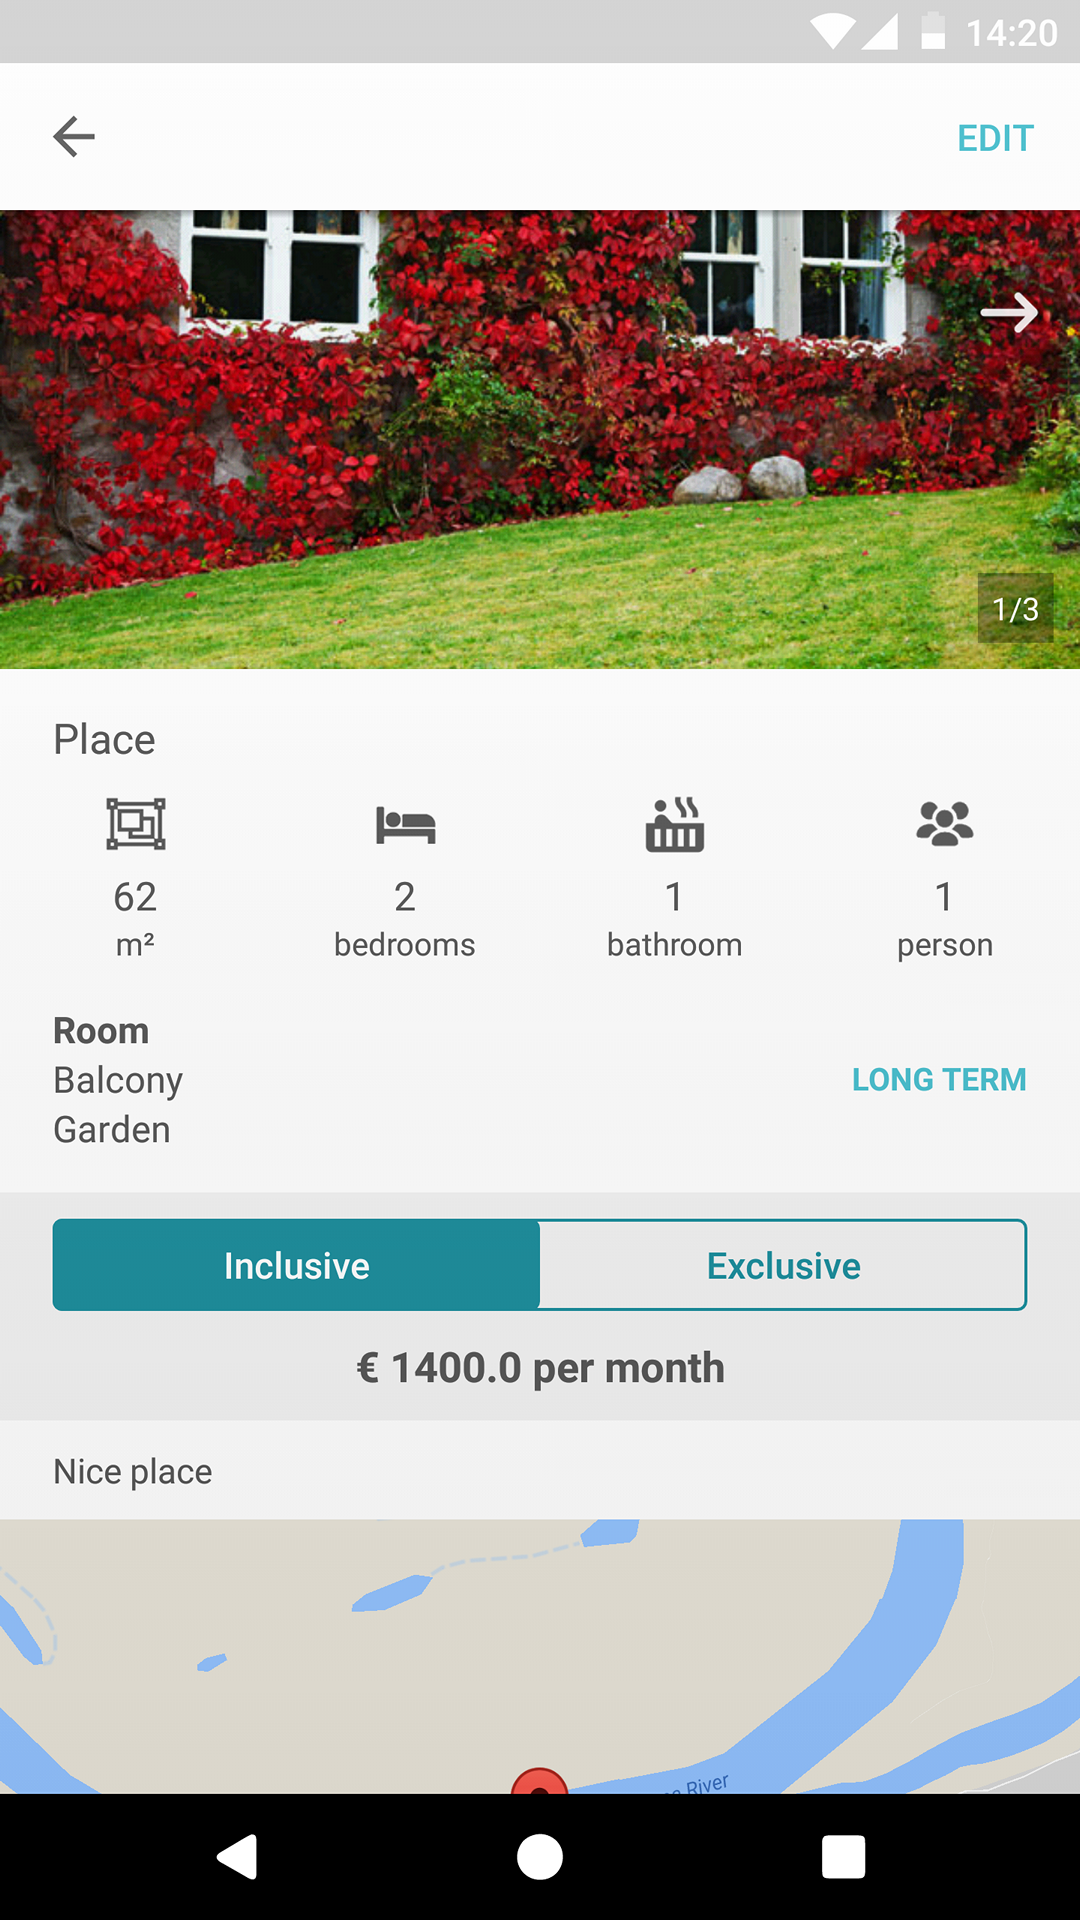 14:20
EDIT
1/3
Place
62
2
1
1
m²
bedrooms
bathroom
person
Room
Balcony
LONG TERM
Garden
Inclusive
Exclusive
€ 1400.0 per month
Nice place
River